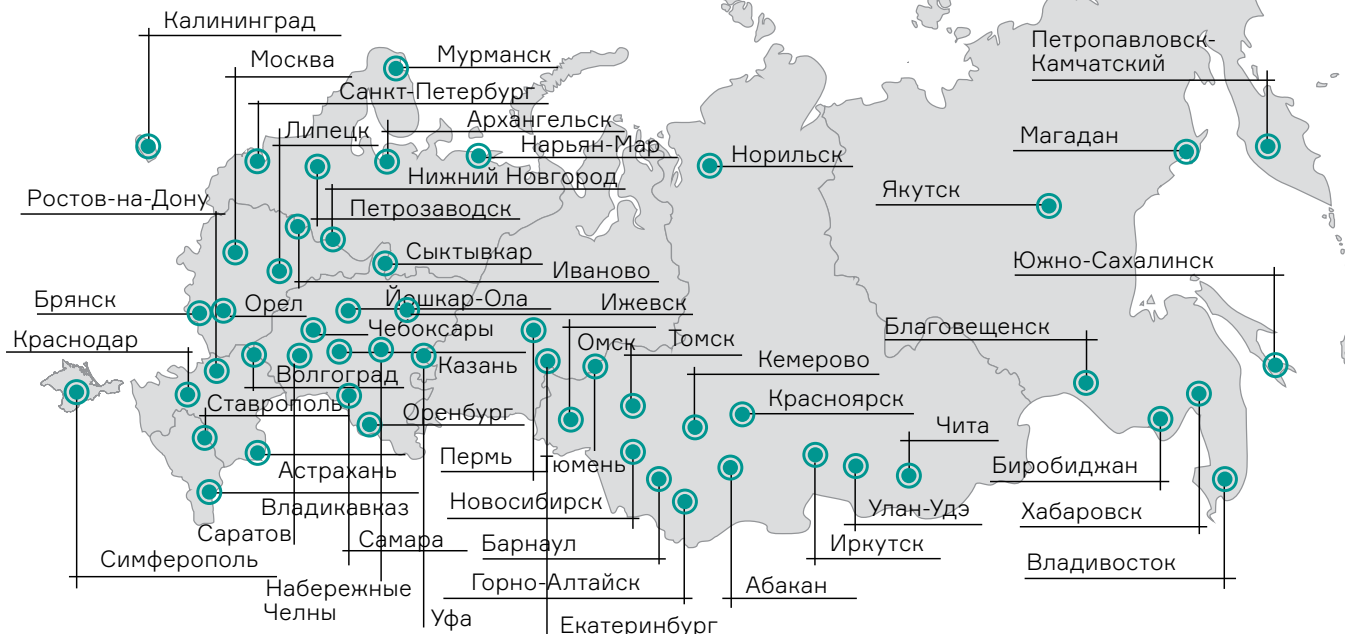 Калининград
Москва
Мурманск
Петропавловск-
Камчатский
Санкт-Петербург
Липецк
Архангельск
Нарьян-Мар
Магадан
Норильск
Нижний Новгород
Якутск
Ростов-на-Дону
Петрозаводск
Сыктывкар
Иваново
Южно-Сахалинск
Брянск
Орел
Йошкар-Ола
Ижевск
Чебоксары
Благовещенск
Краснодар
Омск
Томск
Казань
Кемерово
Волгоград
Ставрополь
Оренбург
Красноярск
Чита
Астрахань
Пермь
Тюмень
Биробиджан
Владикавказ
Новосибирск
Улан-Удэ
Хабаровск
Саратов
Самара
Барнаул
Иркутск
Симферополь
Владивосток
Набережные
Челны
Горно-Алтайск
Абакан
Уфа
Екатеринбург